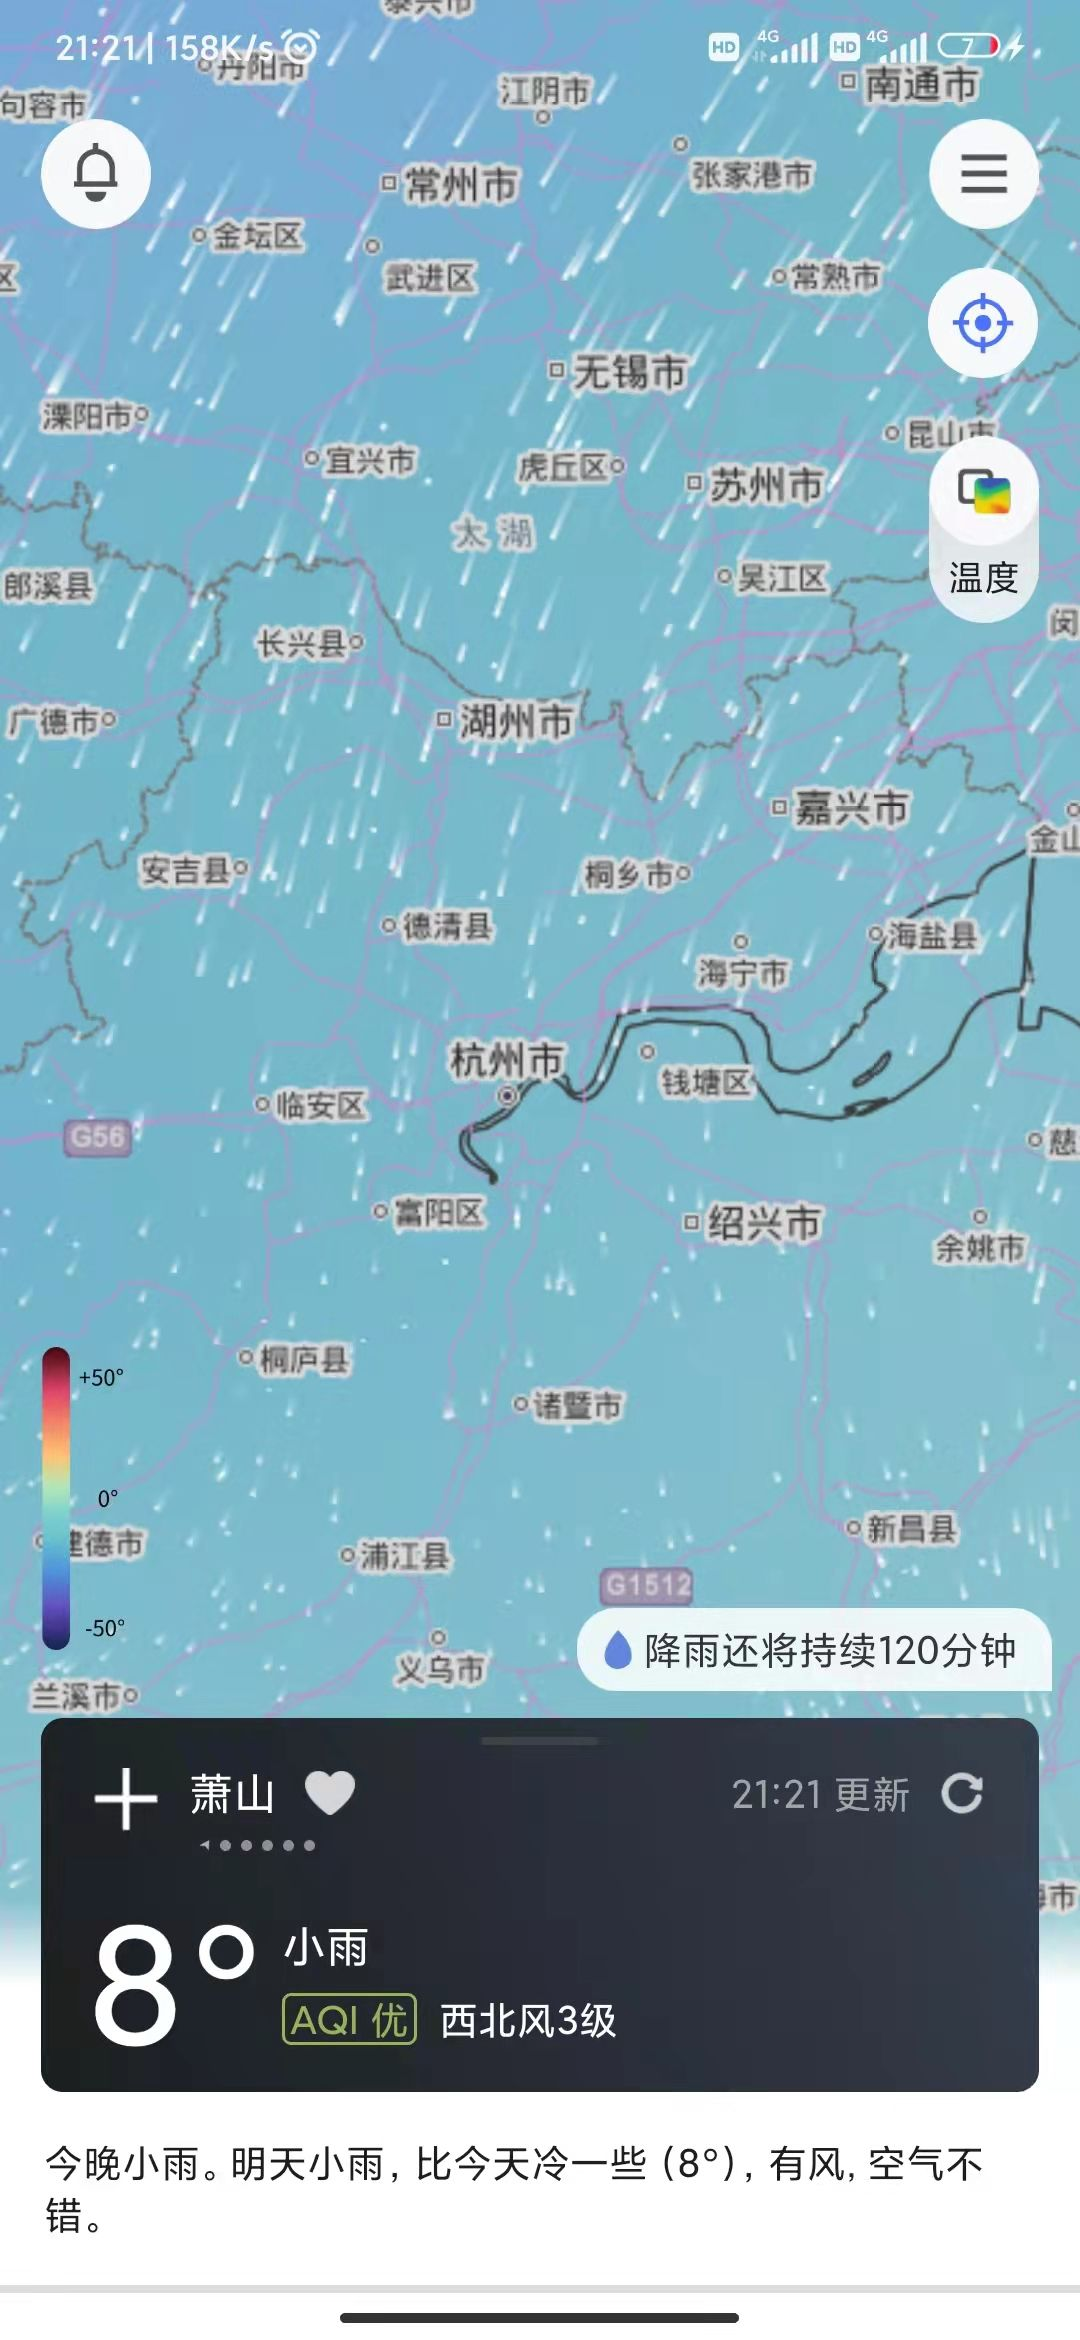 泰兴市
21:21 | 158K/s
HD 4G HD 4G 7
丹阳市
江阴市
南通市
句容市
常州市
张家港市
金坛区
武进区
常熟市
区
无锡市
溧阳市
昆山市
宜兴市
虎丘区
苏州市
太湖
郎溪县
吴江区
温度
闵
长兴县
广德市
湖州市
嘉兴市
金山
安吉县
桐乡市
德清县
海盐县
海宁市
杭州市
钱塘区
临安区
G56
慈
富阳区
绍兴市
余姚市
桐庐县
+50°
诸暨市
0°
建德市
新昌县
浦江县
G1512
-50°
降雨还将持续120分钟
义乌市
兰溪市
萧山
21:21 更新
8°
小雨
AQI 优 西北风3级
今晚小雨。明天小雨, 比今天冷一些 (8°), 有风, 空气不
错。